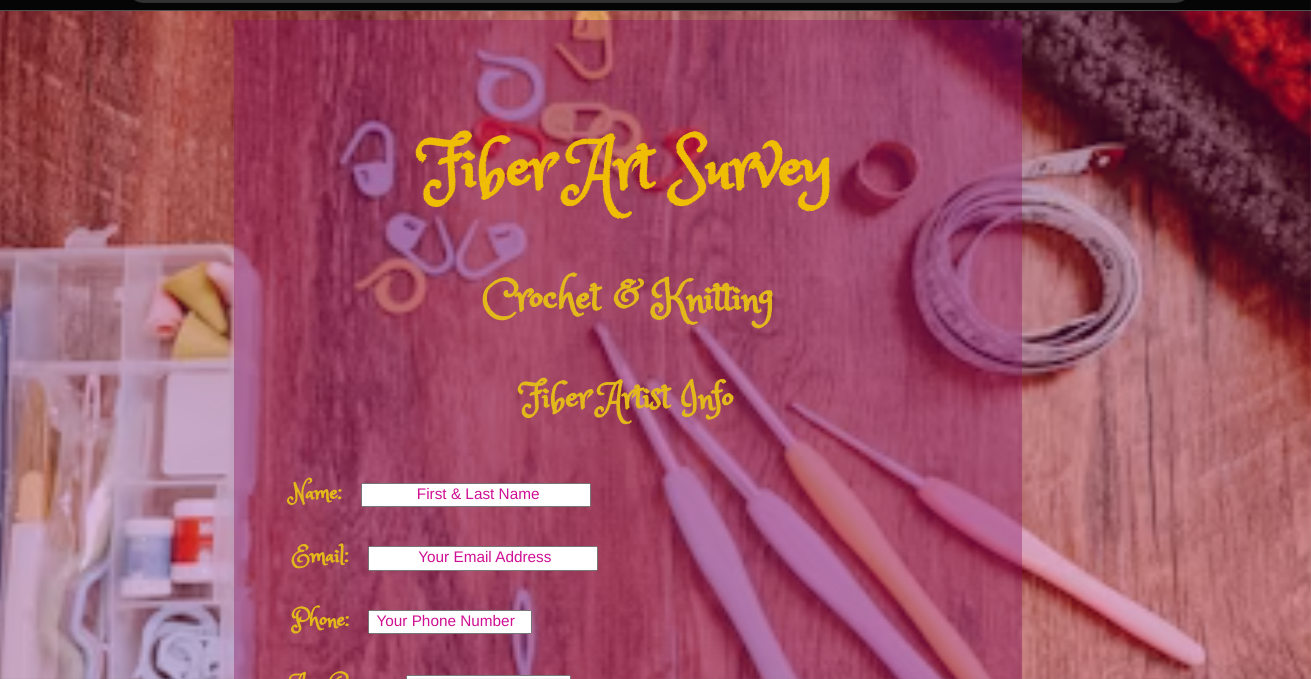 Fiber Art Survey
Crochet & Knitting
Fiber Artist Info
Name: First & Last Name
Email: Your Email Address
Phone: Your Phone Number